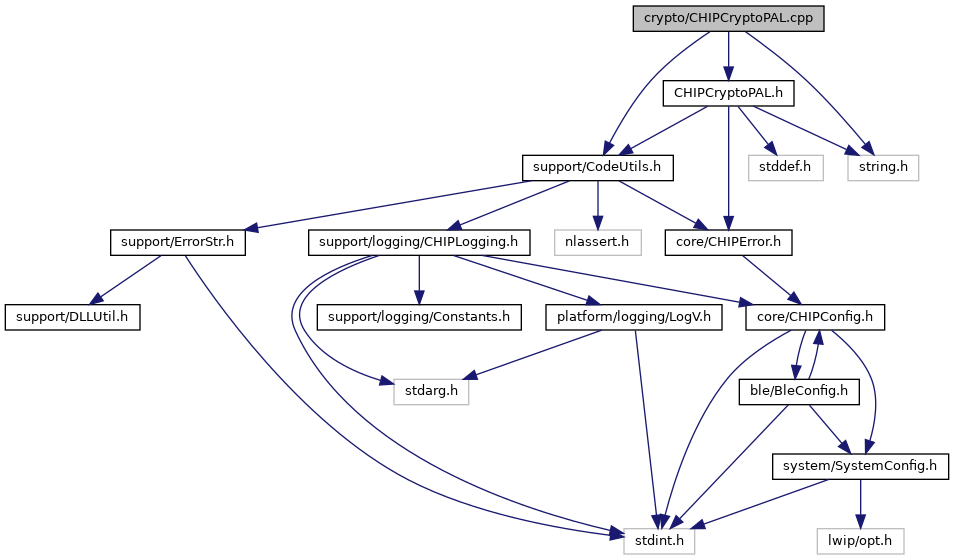 crypto/CHIPCryptoPAL.cpp
CHIPCryptoPAL.h
support/CodeUtils.h
stddef.h
string.h
support/ErrorStr.h
support/logging/CHIPLogging.h
nlassert.h
core/CHIPError.h
support/DLLUtil.h
support/logging/Constants.h
platform/logging/LogV.h
core/CHIPConfig.h
stdarg.h
ble/BleConfig.h
system/SystemConfig.h
stdint.h
lwip/opt.h